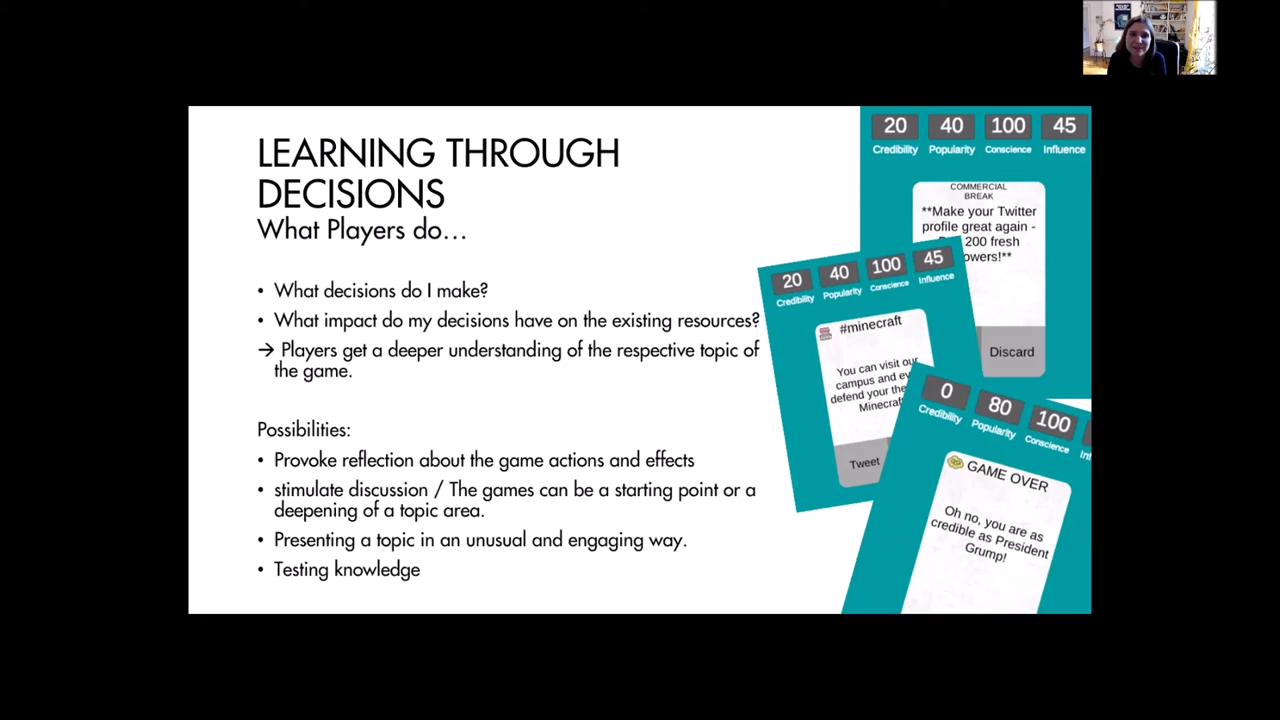 LEARNING THROUGH
DECISIONS
What Players do…
• What decisions do I make?
• What impact do my decisions have on the existing resources?
→ Players get a deeper understanding of the respective topic of
the game.
Possibilities:
• Provoke reflection about the game actions and effects
• stimulate discussion / The games can be a starting point or a
deepening of a topic area.
• Presenting a topic in an unusual and engaging way.
• Testing knowledge
20 40 100 45
Credibility Popularity Conscience Influence
COMMERCIAL
BREAK
**Make your Twitter
profile great again -
200 fresh
owers!**
Discard
20 40 100 45
Credibility Popularity Conscience Influence
#minecraft
You can visit our
campus and ev
defend your the
Minecraf
Tweet
0 80 100
Credibility Popularity Conscience Inf
GAME OVER
Oh no, you are as
credible as President
Grump!